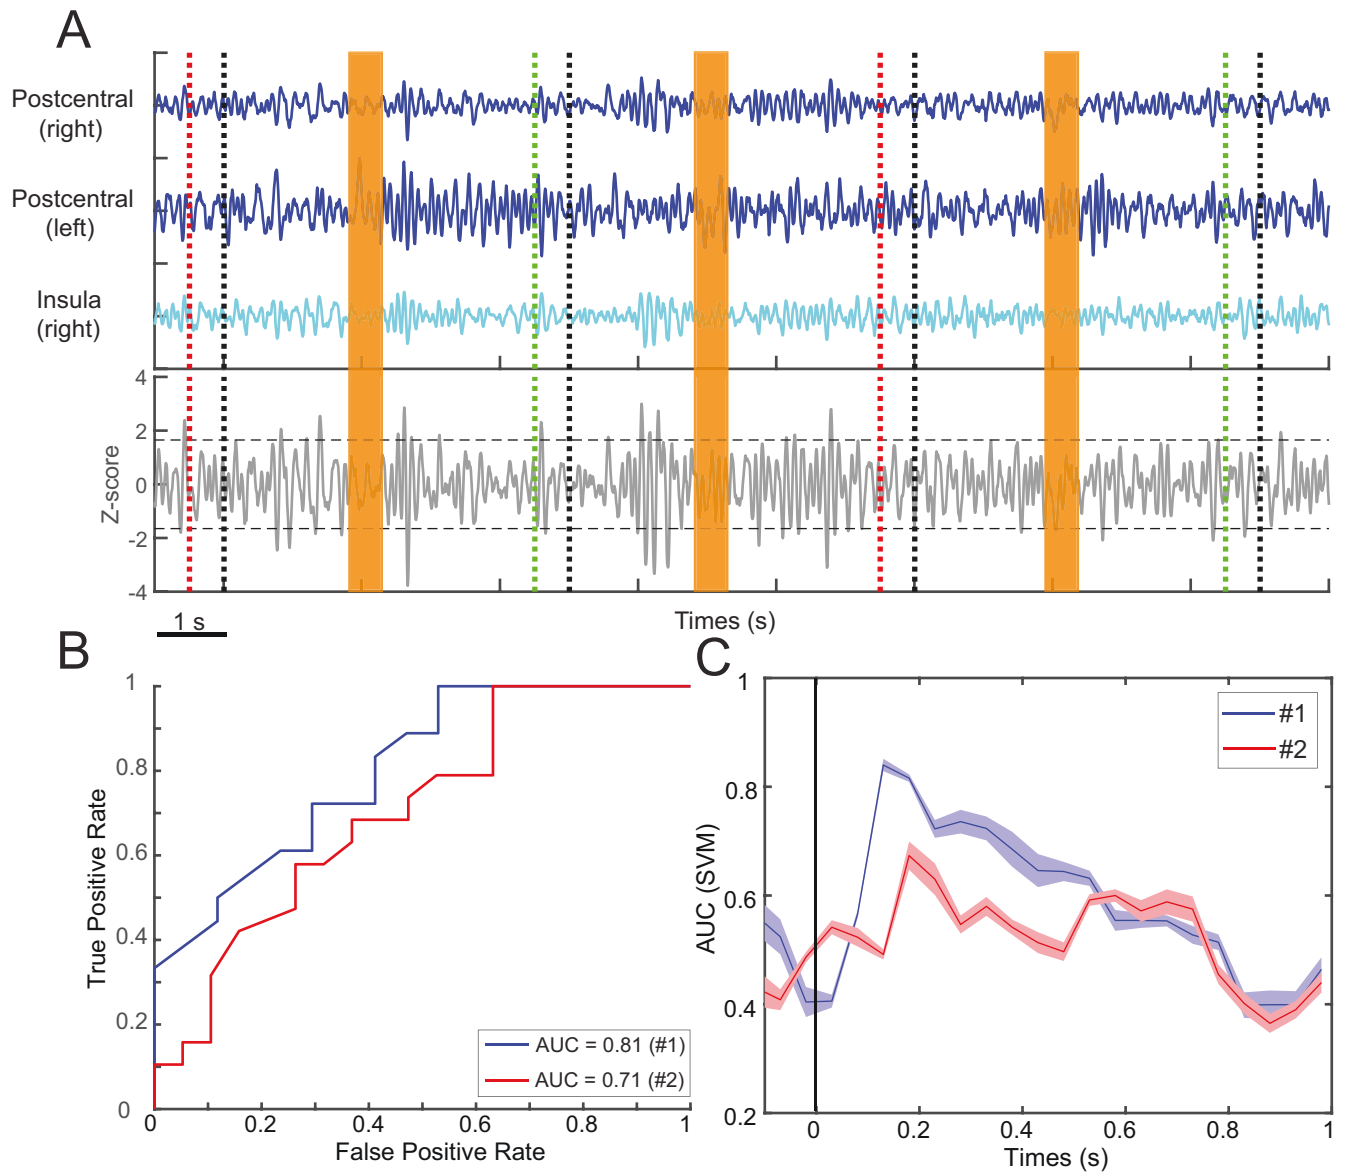 A
Postcentral
(right)
Postcentral
(left)
Insula
(right)
4
2
0
-2
-4
Z-score
Times (s)
1 s
B
1
0.8
0.6
0.4
0.2
0
True Positive Rate
AUC = 0.81 (#1)
AUC = 0.71 (#2)
0 0.2 0.4 0.6 0.8 1
False Positive Rate
C
1
0.8
0.6
0.4
0.2
AUC (SVM)
#1
#2
0 0.2 0.4 0.6 0.8 1
Times (s)